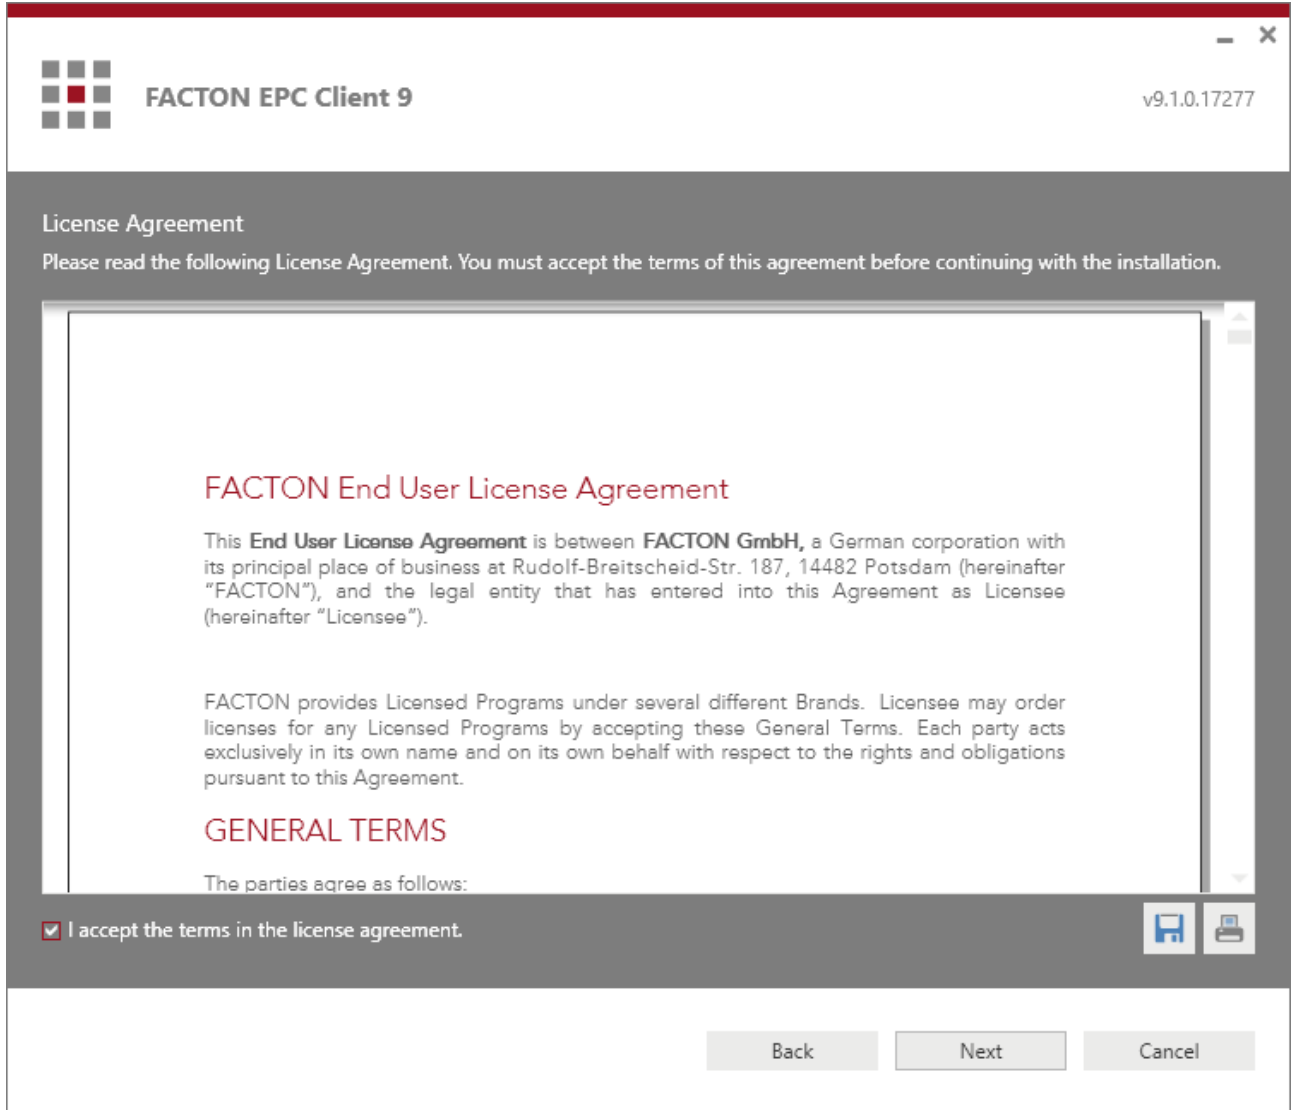 FACTON EPC Client 9
v9.1.0.17277
License Agreement
Please read the following License Agreement. You must accept the terms of this agreement before continuing with the installation.
FACTON End User License Agreement
This End User License Agreement is between FACTON GmbH, a German corporation with
its principal place of business at Rudolf-Breitscheid-Str. 187, 14482 Potsdam (hereinafter
“FACTON”), and the legal entity that has entered into this Agreement as Licensee
(hereinafter “Licensee”).
FACTON provides Licensed Programs under several different Brands. Licensee may order
licenses for any Licensed Programs by accepting these General Terms. Each party acts
exclusively in its own name and on its own behalf with respect to the rights and obligations
pursuant to this Agreement.
GENERAL TERMS
The parties agree as follows:
I accept the terms in the license agreement.
Back
Next
Cancel